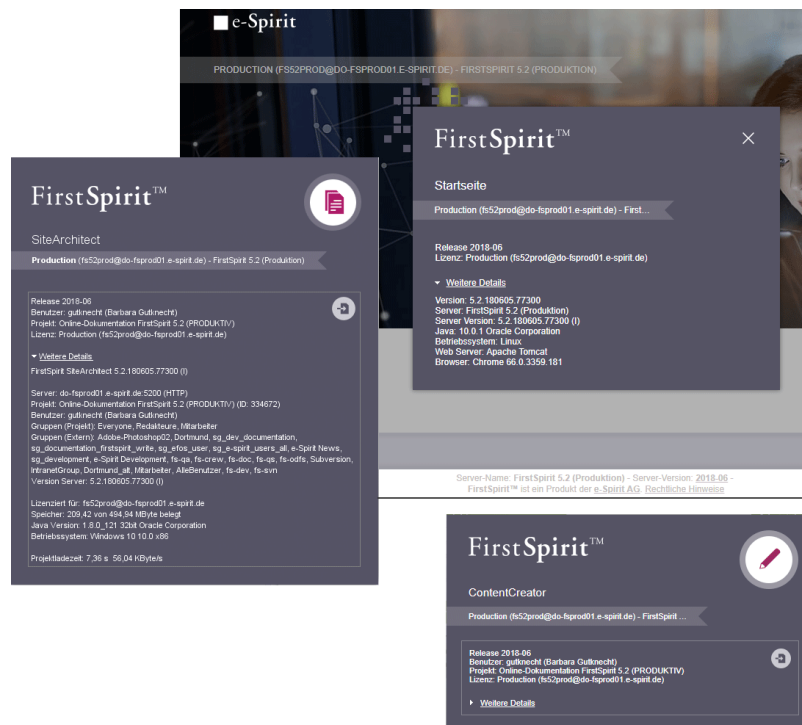 e-Spirit
PRODUCTION (FS52PROD@DO-FSPROD01.E-SPIRIT.DE) - FIRSTSPIRIT 5.2 (PRODUKTION)
FirstSpirit™
Startseite
Production (fs52prod@do-fsprod01.e-spirit.de) - First...
Release 2018-06
Lizenz: Production (fs52prod@do-fsprod01.e-spirit.de)
Weitere Details
Version: 5.2.180605.77300
Server: FirstSpirit 5.2 (Produktion)
Server Version: 5.2.180605.77300 (I)
Java: 10.0.1 Oracle Corporation
Betriebssystem: Linux
Web Server: Apache Tomcat
Browser: Chrome 66.0.3359.181
FirstSpirit™
SiteArchitect
Production (fs52prod@do-fsprod01.e-spirit.de) - FirstSpirit 5.2 (Produktion)
Release 2018-06
Benutzer: gutknecht (Barbara Gutknecht)
Projekt: Online-Dokumentation FirstSpirit 5.2 (PRODUKTIV)
Lizenz: Production (fs52prod@do-fsprod01.e-spirit.de)
Weitere Details
FirstSpirit SiteArchitect 5.2.180605.77300 (I)
Server: do-fsprod01.e-spirit.de:5200 (HTTP)
Projekt: Online-Dokumentation FirstSpirit 5.2 (PRODUKTIV) (ID: 334672)
Benutzer: gutknecht (Barbara Gutknecht)
Gruppen (Projekt): Everyone, Redakteure, Mitarbeiter
Gruppen (Extern): Adobe-Photoshop02, Dortmund, sg_dev_documentation,
sg_documentation_firstspirit_write, sg_efos_user, sg_e-spirit_users_all, e-Spirit News,
sg_development, e-Spirit Development, fs-qa, fs-crew, fs-doc, fs-qs, fs-odfs, Subversion,
IntranetGroup, Dortmund_alt, Mitarbeiter, AlleBenutzer, fs-dev, fs-svn
Version Server: 5.2.180605.77300 (I)
Lizenziert für: fs52prod@do-fsprod01.e-spirit.de
Speicher: 209,42 von 494,94 MByte belegt
Java Version: 1.8.0_121 32bit Oracle Corporation
Betriebssystem: Windows 10 10.0 x86
Projektladezeit: 7,36 s 56,04 KByte/s
Server-Name: FirstSpirit 5.2 (Produktion) - Server-Version: 2018-06 -
FirstSpirit™ ist ein Produkt der e-Spirit AG. Rechtliche Hinweise
FirstSpirit™
ContentCreator
Production (fs52prod@do-fsprod01.e-spirit.de) - FirstSpirit ...
Release 2018-06
Benutzer: gutknecht (Barbara Gutknecht)
Projekt: Online-Dokumentation FirstSpirit 5.2 (PRODUKTIV)
Lizenz: Production (fs52prod@do-fsprod01.e-spirit.de)
Weitere Details